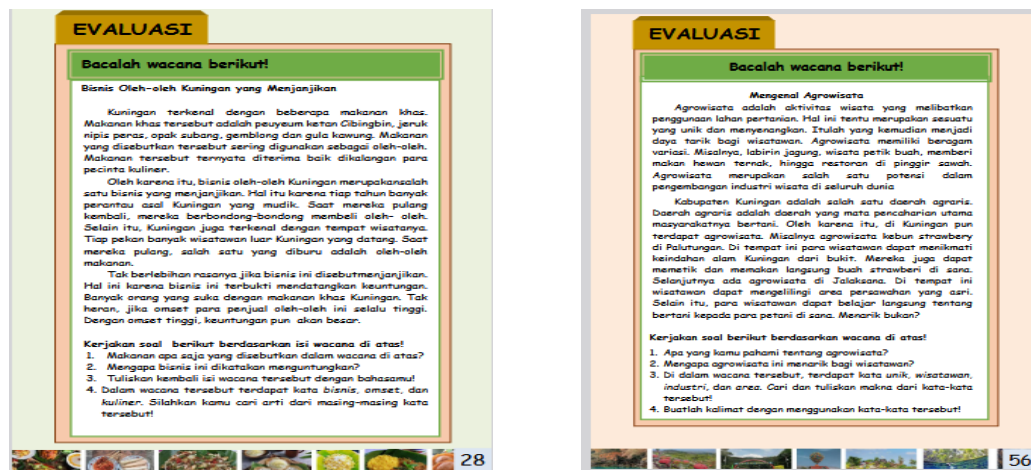 EVALUASI
Bacalah wacana berikut!
Bisnis Oleh-oleh Kuningan yang Menjanjikan
Kuningan terkenal dengan beberapa makanan khas.
Makanan khas tersebut adalah peuyeum ketan Cibingbin, jeruk
nipis peras, opak subang, gemblong dan gula kawung. Makanan
yang disebutkan tersebut sering digunakan sebagai oleh-oleh.
Makanan tersebut ternyata diterima baik dikalangan para
pecinta kuliner.
Oleh karena itu, bisnis oleh-oleh Kuningan merupakansalah
satu bisnis yang menjanjikan. Hal itu karena tiap tahun banyak
perantau asal Kuningan yang mudik. Saat mereka pulang
kembali, mereka berbondong-bondong membeli oleh- oleh.
Selain itu, Kuningan juga terkenal dengan tempat wisatanya.
Tiap pekan banyak wisatawan luar Kuningan yang datang. Saat
mereka pulang, salah satu yang diburu adalah oleh-oleh
makanan.
Tak berlebihan rasanya jika bisnis ini disebutmenjanjikan.
Hal ini karena bisnis ini terbukti mendatangkan keuntungan.
Banyak orang yang suka dengan makanan khas Kuningan. Tak
heran, jika omset para penjual oleh-oleh ini selalu tinggi.
Dengan omset tinggi, keuntungan pun akan besar.
Kerjakan soal berikut berdasarkan isi wacana di atas!
1. Makanan apa saja yang disebutkan dalam wacana di atas?
2. Mengapa bisnis ini dikatakan menguntungkan?
3. Tuliskan kembali isi wacana tersebut dengan bahasamu!
4. Dalam wacana tersebut terdapat kata bisnis, omset, dan
kuliner. Silahkan kamu cari arti dari masing-masing kata
tersebut!
28
EVALUASI
Bacalah wacana berikut!
Mengenal Agrowisata
Agrowisata adalah aktivitas wisata yang melibatkan
penggunaan lahan pertanian. Hal ini tentu merupakan sesuatu
yang unik dan menyenangkan. Itulah yang kemudian menjadi
daya tarik bagi wisatawan. Agrowisata memiliki beragam
variasi. Misalnya, labirin jagung, wisata petik buah, memberi
makan hewan ternak, hingga restoran di pinggir sawah.
Agrowisata merupakan salah satu potensi dalam
pengembangan industri wisata di seluruh dunia
Kabupaten Kuningan adalah salah satu daerah agraris.
Daerah agraris adalah daerah yang mata pencaharian utama
masyarakatnya bertani. Oleh karena itu, di Kuningan pun
terdapat agrowisata. Misalnya agrowisata kebun strawbery
di Palutungan. Di tempat ini para wisatawan dapat menikmati
keindahan alam Kuningan dari bukit. Mereka juga dapat
memetik dan memakan langsung buah strawberi di sana.
Selanjutnya ada agrowisata di Jalaksana. Di tempat ini
wisatawan dapat mengelilingi area persawahan yang asri.
Selain itu, para wisatawan dapat belajar langsung tentang
bertani kepada para petani di sana. Menarik bukan?
Kerjakan soal berikut berdasarkan wacana di atas!
1. Apa yang kamu pahami tentang agrowisata?
2. Mengapa agrowisata ini menarik bagi wisatawan?
3. Di dalam wacana tersebut, terdapat kata unik, wisatawan,
industri, dan area. Cari dan tuliskan makna dari kata-kata
tersebut!
4. Buatlah kalimat dengan menggunakan kata-kata tersebut!
56